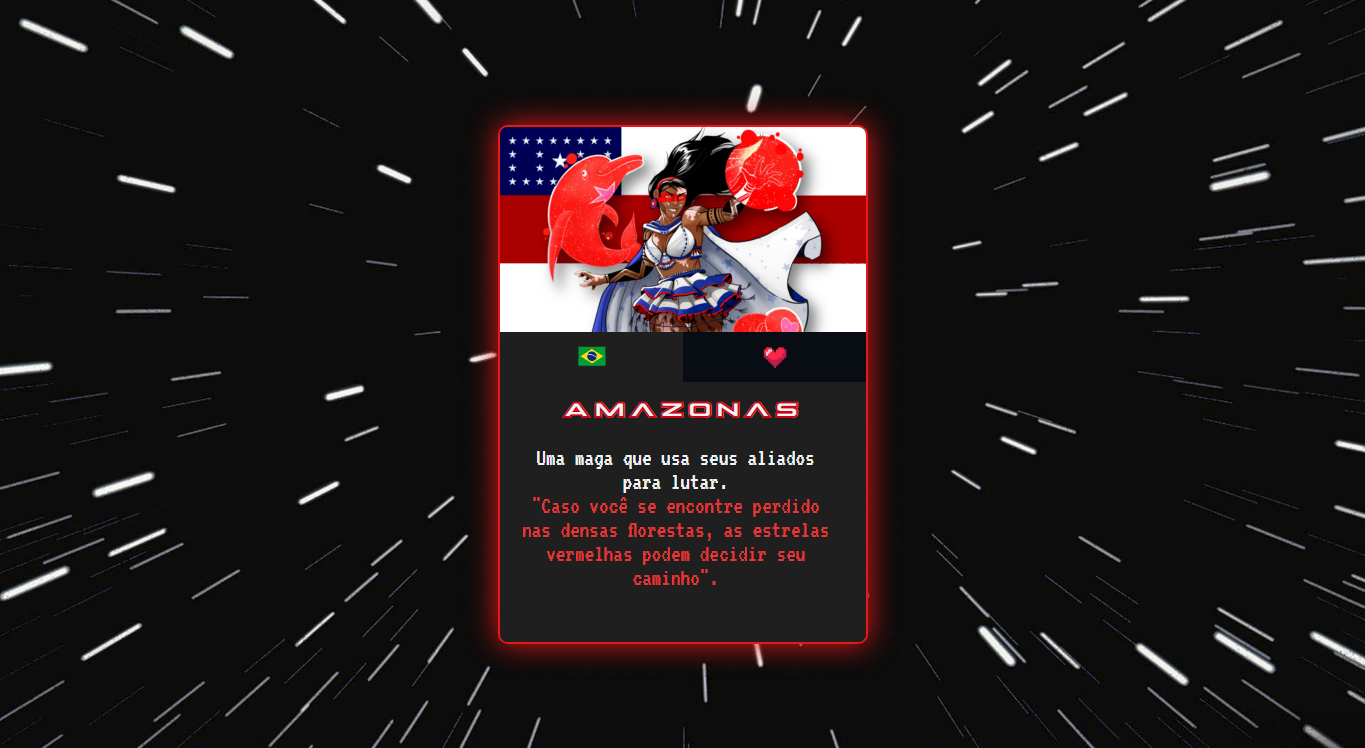 AMAZONAS
Uma maga que usa seus aliados
para lutar.
"Caso você se encontre perdido
nas densas florestas, as estrelas
vermelhas podem decidir seu
caminho".